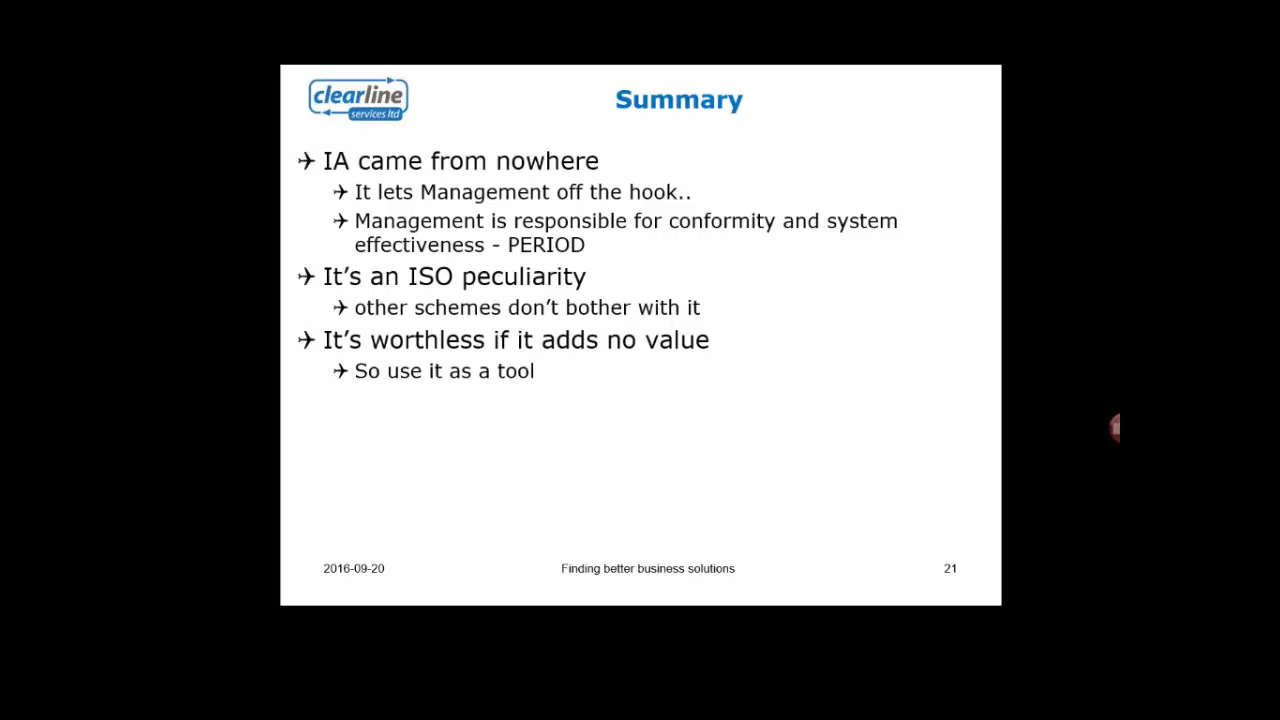 clearline
services ltd
Summary
IA came from nowhere
It lets Management off the hook..
Management is responsible for conformity and system
effectiveness - PERIOD
It's an ISO peculiarity
other schemes don't bother with it
It's worthless if it adds no value
So use it as a tool
2016-09-20
Finding better business solutions
21